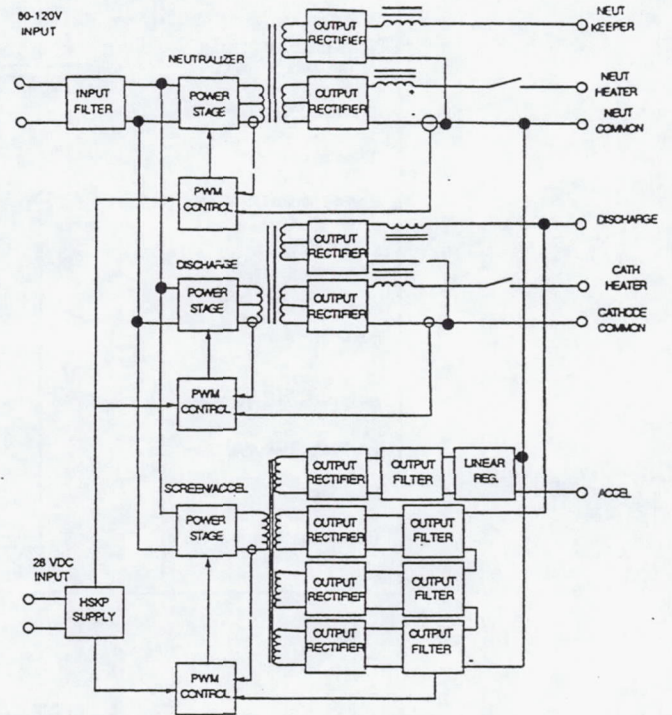 80-120V
INPUT
NEUT
KEEPER
OUTPUT
RECTIFIER
NEUTRALIZER
INPUT
FILTER
POWER
STAGE
OUTPUT
RECTIFIER
NEUT
HEATER
NEUT
COMMON
PWM
CONTROL
OUTPUT
RECTIFIER
DISCHARGE
DISCHARGE
POWER
STAGE
OUTPUT
RECTIFIER
CATH
HEATER
CATHODE
COMMON
PWM
CONTROL
OUTPUT
RECTIFIER
OUTPUT
FILTER
LINEAR
REG.
ACCEL
SCREEN/ACCEL
POWER
STAGE
OUTPUT
RECTIFIER
OUTPUT
FILTER
28 VDC
INPUT
HSKP
SUPPLY
OUTPUT
RECTIFIER
OUTPUT
FILTER
OUTPUT
RECTIFIER
OUTPUT
FILTER
PWM
CONTROL